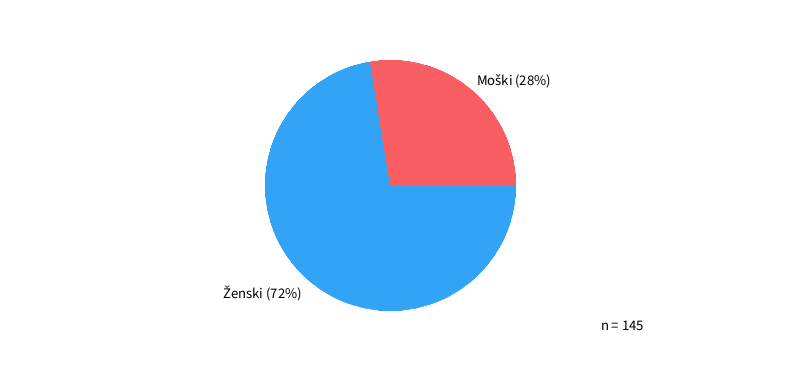 Moški (28%)
Ženski (72%)
n = 145